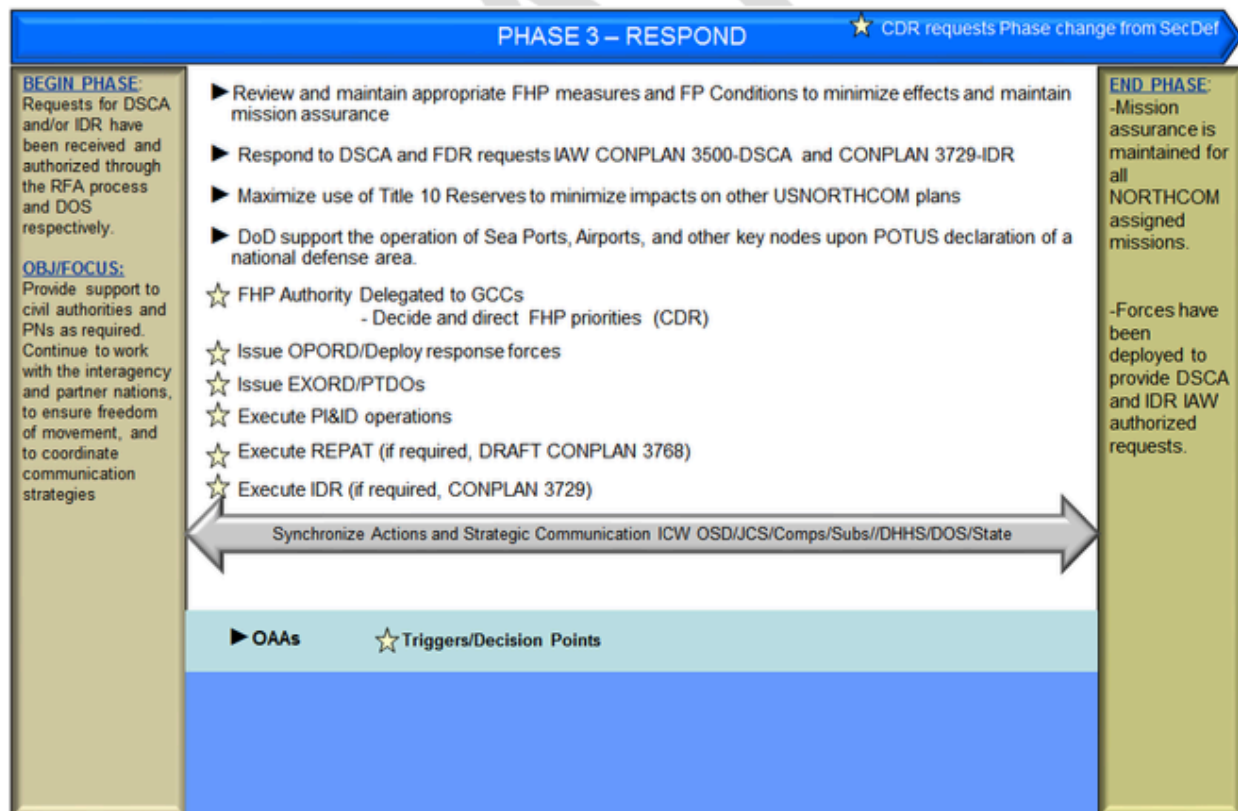 PHASE 3 – RESPOND
CDR requests Phase change from SecDef
BEGIN PHASE:
Requests for DSCA
and/or IDR have
been received and
authorized through
the RFA process
and DOS
respectively.
OBJ/FOCUS:
Provide support to
civil authorities and
PNs as required.
Continue to work
with the interagency
and partner nations,
to ensure freedom
of movement, and
to coordinate
communication
strategies
►Review and maintain appropriate FHP measures and FP Conditions to minimize effects and maintain
mission assurance
► Respond to DSCA and FDR requests IAW CONPLAN 3500-DSCA and CONPLAN 3729-IDR
► Maximize use of Title 10 Reserves to minimize impacts on other USNORTHCOM plans
► DoD support the operation of Sea Ports, Airports, and other key nodes upon POTUS declaration of a
national defense area.
FHP Authority Delegated to GCCs
- Decide and direct FHP priorities (CDR)
Issue OPORD/Deploy response forces
Issue EXORD/PTDOs
Execute PI&ID operations
Execute REPAT (if required, DRAFT CONPLAN 3768)
Execute IDR (if required, CONPLAN 3729)
Synchronize Actions and Strategic Communication ICW OSD/JCS/Comps/Subs//DHHS/DOS/State
► OAAs
Triggers/Decision Points
END PHASE:
-Mission
assurance is
maintained for
all
NORTHCOM
assigned
missions.
-Forces have
been
deployed to
provide DSCA
and IDR IAW
authorized
requests.